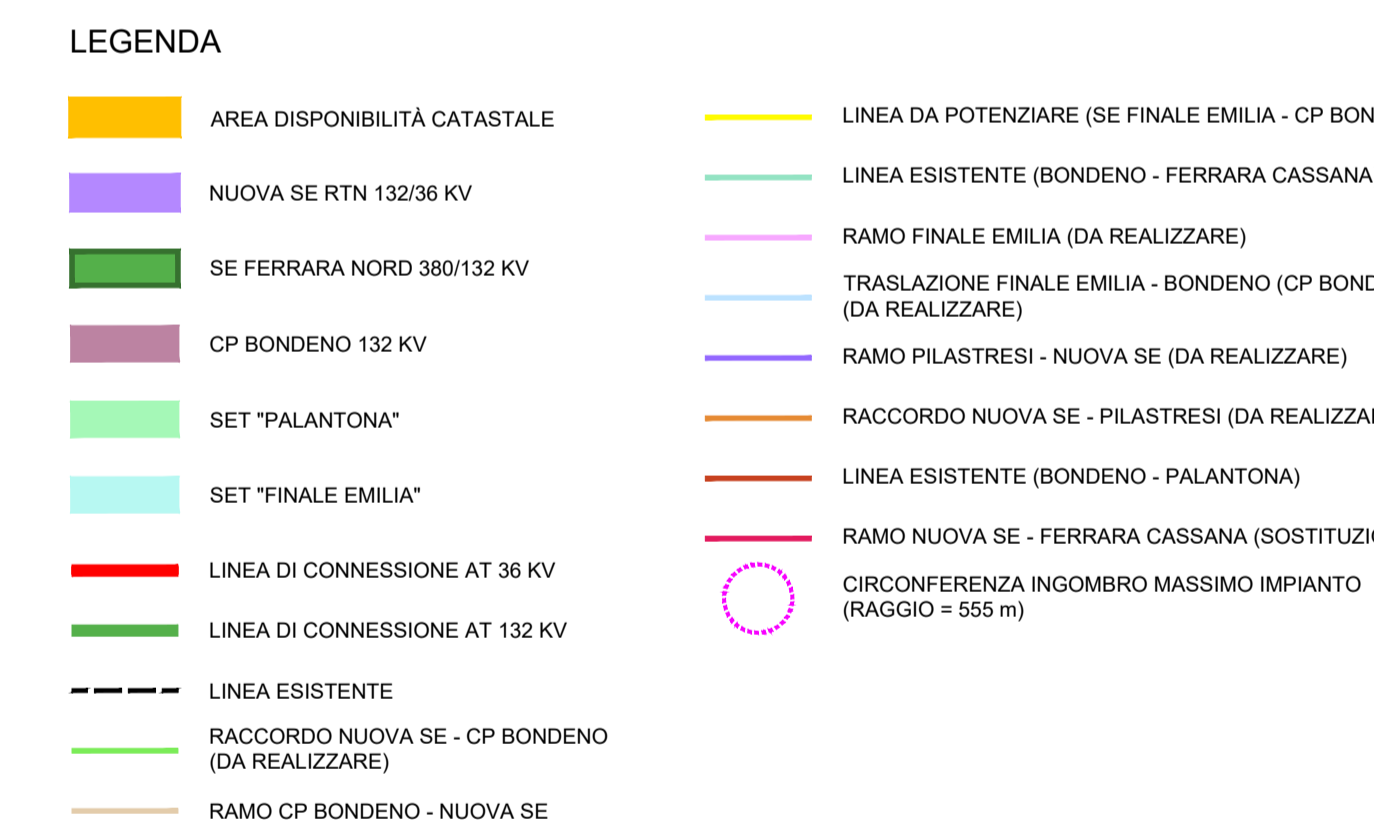 LEGENDA
AREA DISPONIBILITÀ CATASTALE
NUOVA SE RTN 132/36 KV
SE FERRARA NORD 380/132 KV
CP BONDENO 132 KV
SET "PALANTONA"
SET "FINALE EMILIA"
LINEA DI CONNESSIONE AT 36 KV
LINEA DI CONNESSIONE AT 132 KV
LINEA ESISTENTE
RACCORDO NUOVA SE - CP BONDENO
(DA REALIZZARE)
RAMO CP BONDENO - NUOVA SE
LINEA DA POTENZIARE (SE FINALE EMILIA - CP BON
LINEA ESISTENTE (BONDENO - FERRARA CASSANA
RAMO FINALE EMILIA (DA REALIZZARE)
TRASLAZIONE FINALE EMILIA - BONDENO (CP BOND
(DA REALIZZARE)
RAMO PILASTRESI - NUOVA SE (DA REALIZZARE)
RACCORDO NUOVA SE - PILASTRESI (DA REALIZZA
LINEA ESISTENTE (BONDENO - PALANTONA)
RAMO NUOVA SE - FERRARA CASSANA (SOSTITUZI
CIRCONFERENZA INGOMBRO MASSIMO IMPIANTO
(RAGGIO = 555 m)